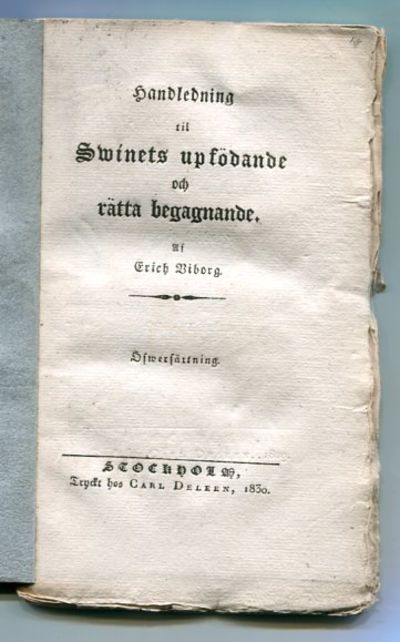 Handledning
til
Swinets upfödande
och
rätta begagnande.
Af
Erich Viborg.
Öfwersättning.
STOCKHOLM,
Tryckt hos CARL DELEEN, 1830.